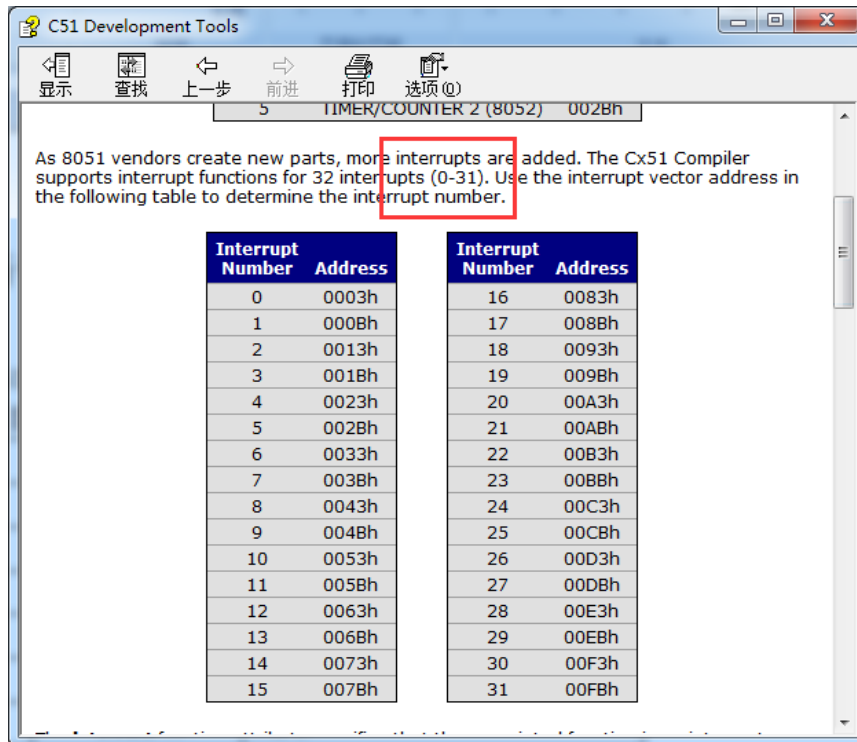 C51 Development Tools
显示 查找 上一步 前进 打印 选项(O)
5 TIMER/COUNTER 2 (8052) 002Bh
As 8051 vendors create new parts, more interrupts are added. The Cx51 Compiler
supports interrupt functions for 32 interrupts (0-31). Use the interrupt vector address in
the following table to determine the interrupt number.
Interrupt Number Address Interrupt Number Address
0 0003h 16 0083h
1 000Bh 17 008Bh
2 0013h 18 0093h
3 001Bh 19 009Bh
4 0023h 20 00A3h
5 002Bh 21 00ABh
6 0033h 22 00B3h
7 003Bh 23 00BBh
8 0043h 24 00C3h
9 004Bh 25 00CBh
10 0053h 26 00D3h
11 005Bh 27 00DBh
12 0063h 28 00E3h
13 006Bh 29 00EBh
14 0073h 30 00F3h
15 007Bh 31 00FBh